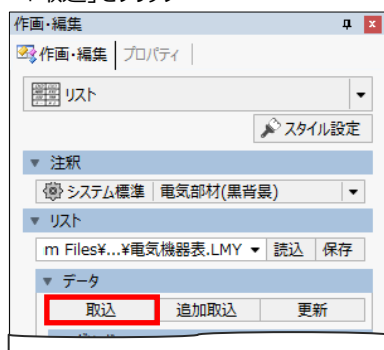 作画・編集
作画・編集 プロパティ
リスト
スタイル設定
注釈
システム標準 電気部材(黒背景)
リスト
m Files¥...¥電気機器表.LMY 読込 保存
データ
取込 追加取込 更新